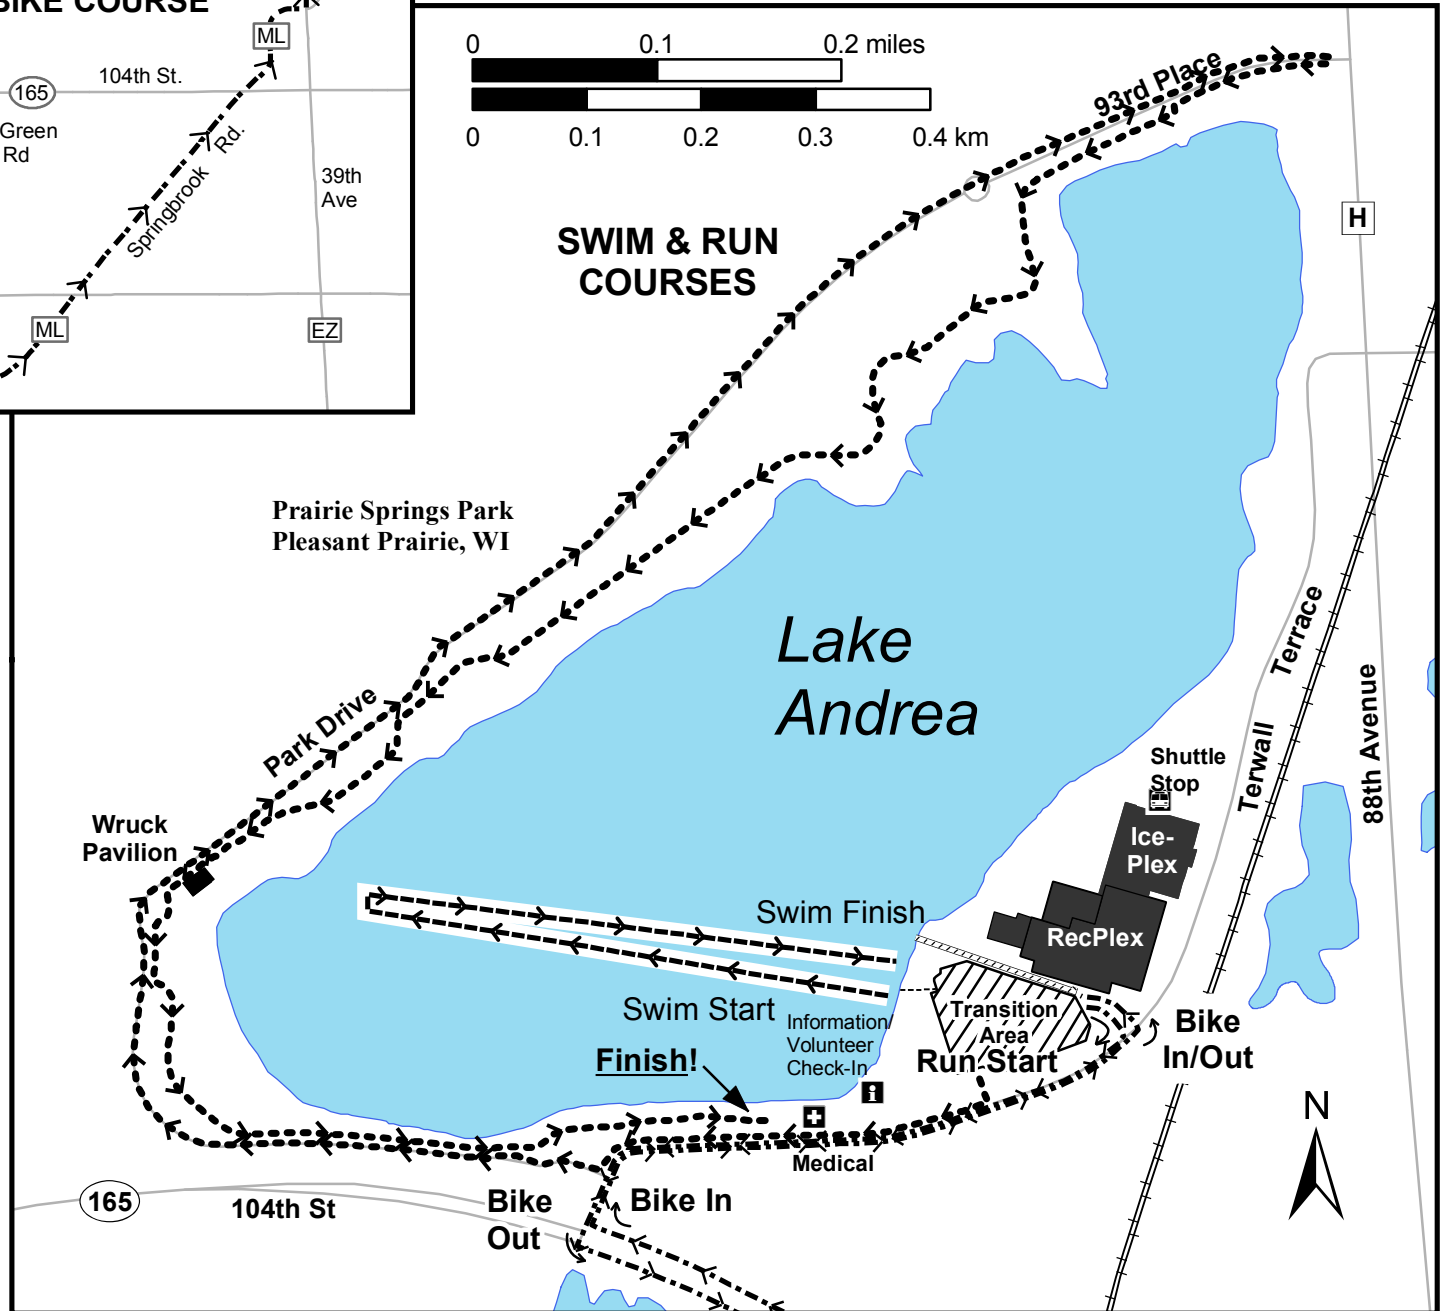 BIKE COURSE
ML
104th St.
165
Green
Rd
Springbrook Rd.
39th
Ave
ML
EZ
0 0.1 0.2 miles
0 0.1 0.2 0.3 0.4 km
93rd Place
H
SWIM & RUN
COURSES
Prairie Springs Park
Pleasant Prairie, WI
Lake
Andrea
Terwall Terrace
88th Avenue
Park Drive
Shuttle
Stop
Wruck
Pavilion
Ice-
Plex
RecPlex
Swim Finish
Swim Start
Transition
Area
Run Start
Information/
Volunteer
Check-In
i
Bike
In/Out
Finish!
Medical
N
165
104th St
Bike
Out
Bike In